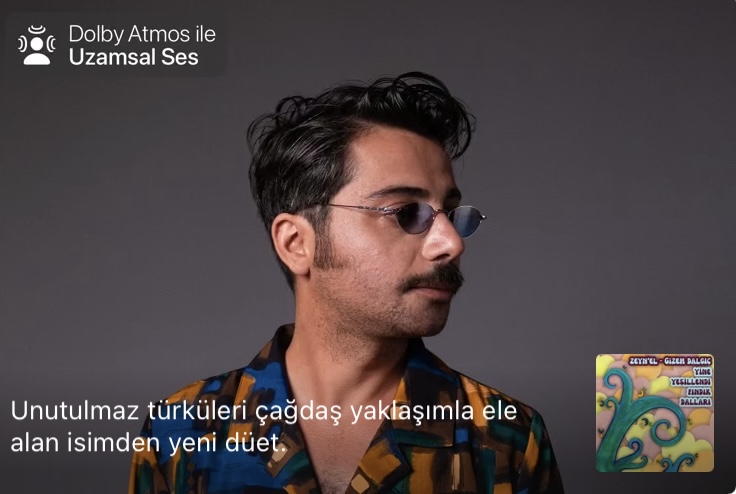 Dolby Atmos ile
Uzamsal Ses
Unutulmaz türküleri çağdaş yaklaşımla ele
alan isimden yeni düet.
ZEYN'EL - GİZEM DALGIÇ
YİNE
YEŞİLLENDİ
FINDIK
DALLARI